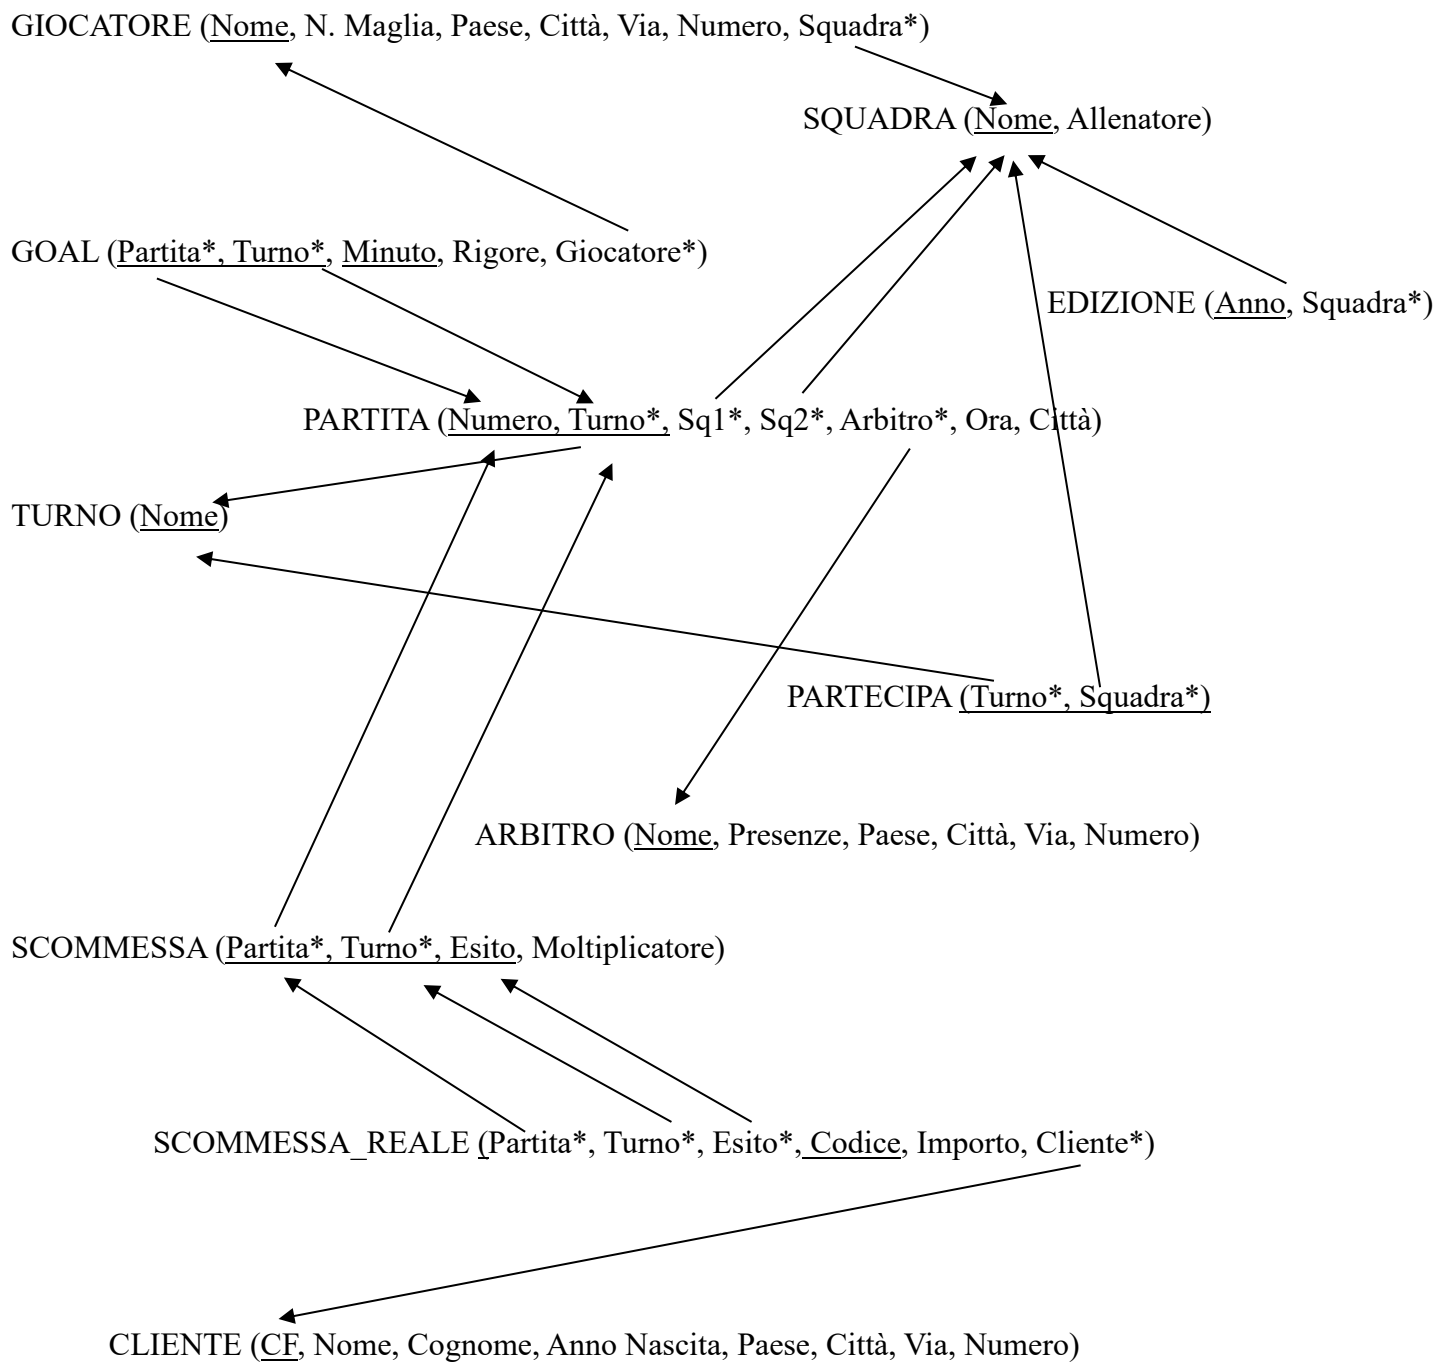 GIOCATORE (Nome, N. Maglia, Paese, Città, Via, Numero, Squadra*)
SQUADRA (Nome, Allenatore)
GOAL (Partita*, Turno*, Minuto, Rigore, Giocatore*)
EDIZIONE (Anno, Squadra*)
PARTITA (Numero, Turno*, Sq1*, Sq2*, Arbitro*, Ora, Città)
TURNO (Nome)
PARTECIPA (Turno*, Squadra*)
ARBITRO (Nome, Presenze, Paese, Città, Via, Numero)
SCOMMESSA (Partita*, Turno*, Esito, Moltiplicatore)
SCOMMESSA_REALE (Partita*, Turno*, Esito*, Codice, Importo, Cliente*)
CLIENTE (CF, Nome, Cognome, Anno Nascita, Paese, Città, Via, Numero)